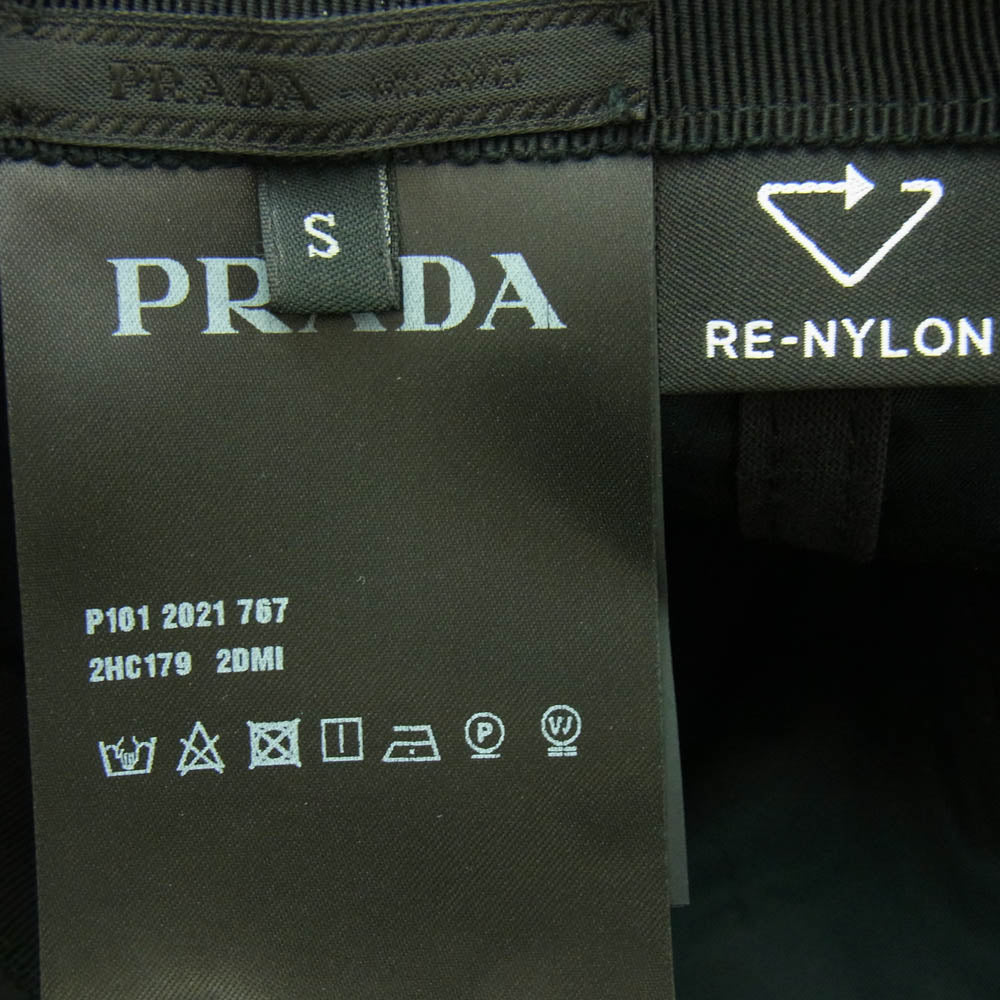 PRADA
S
PRADA
RE-NYLON
P101 2021 767
2HC179 2DMI
P
W